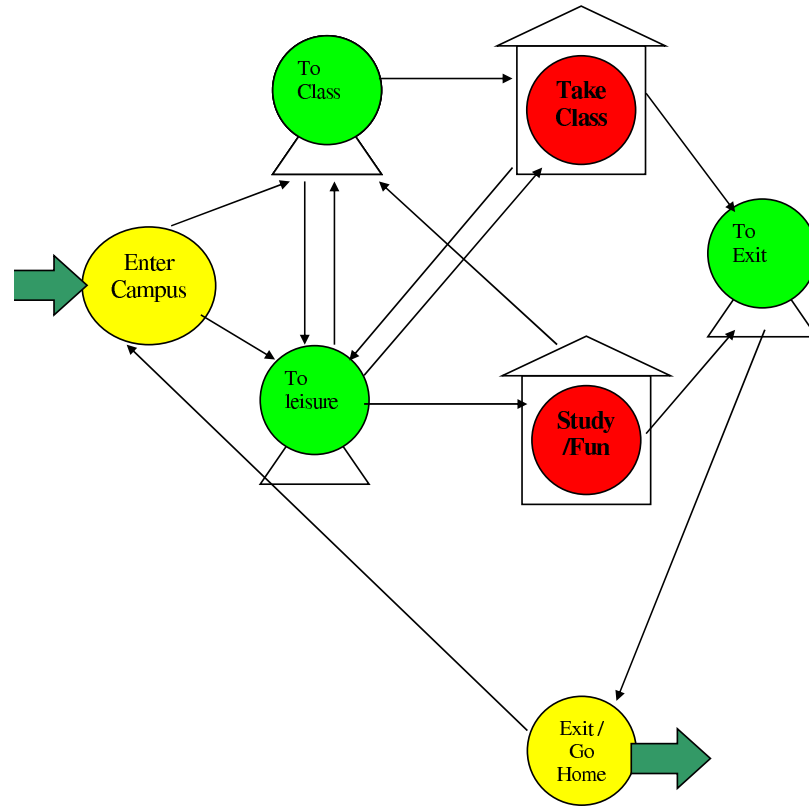 To
Class
Take
Class
To
Exit
Enter
Campus
To
leisure
Study
/Fun
Exit /
Go
Home